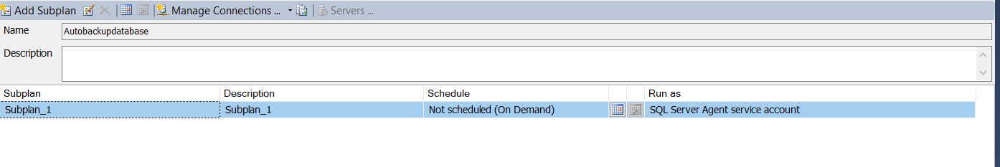 Add Subplan Manage Connections ... Servers ...
Name Autobackupdatabase
Description
Subplan Description Schedule Run as
Subplan_1 Subplan_1 Not scheduled (On Demand) SQL Server Agent service account